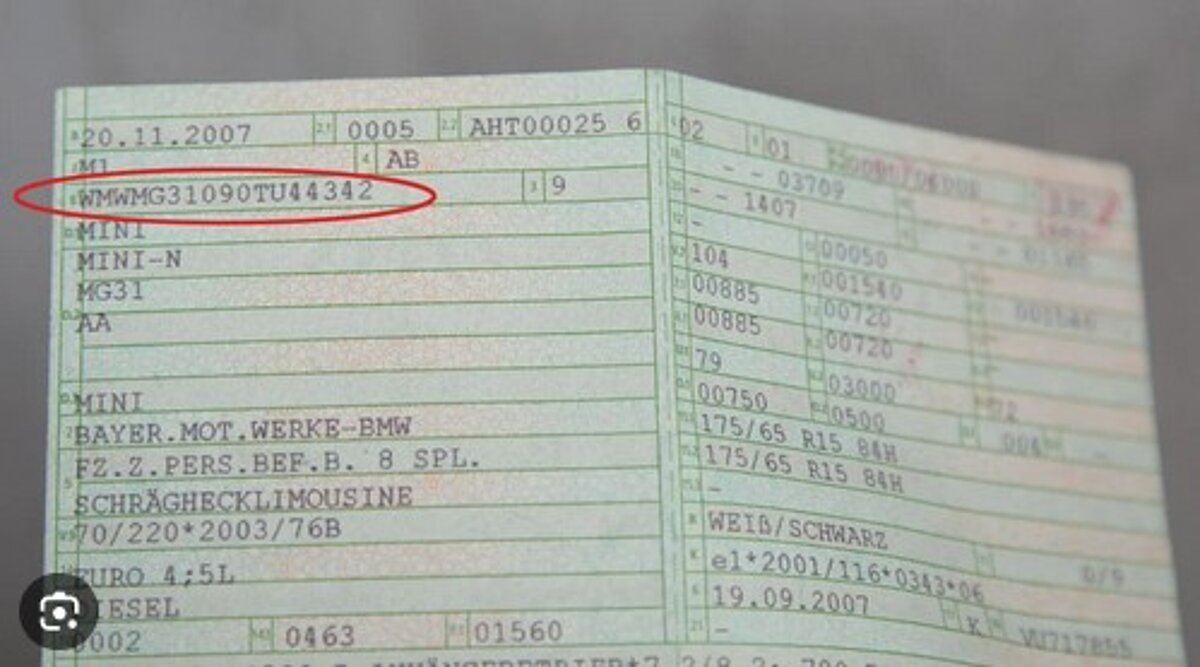 20.11.2007 0005 AHT00025 6
M1 AB
WMWMG31090TU44342 9
MINI
MINI-N
MG31
AA
MINI
BAYER.MOT.WERKE-BMW
FZ.Z.PERS.BEF.B. 8 SPL.
SCHRÄGHECKLIMOUSINE
70/220*2003/76B
EURO 4;5L
DIESEL
0002 0463 01560
02 01
- - 03709
- - 1407
- 00050
104 001540
00885 00720
00885 00720
79 03000
00750 0500 004 -
175/65 R15 84H
175/65 R15 84H
-
WEIß/SCHWARZ
e1*2001/116*0343*06
19.09.2007 K VU717855
-